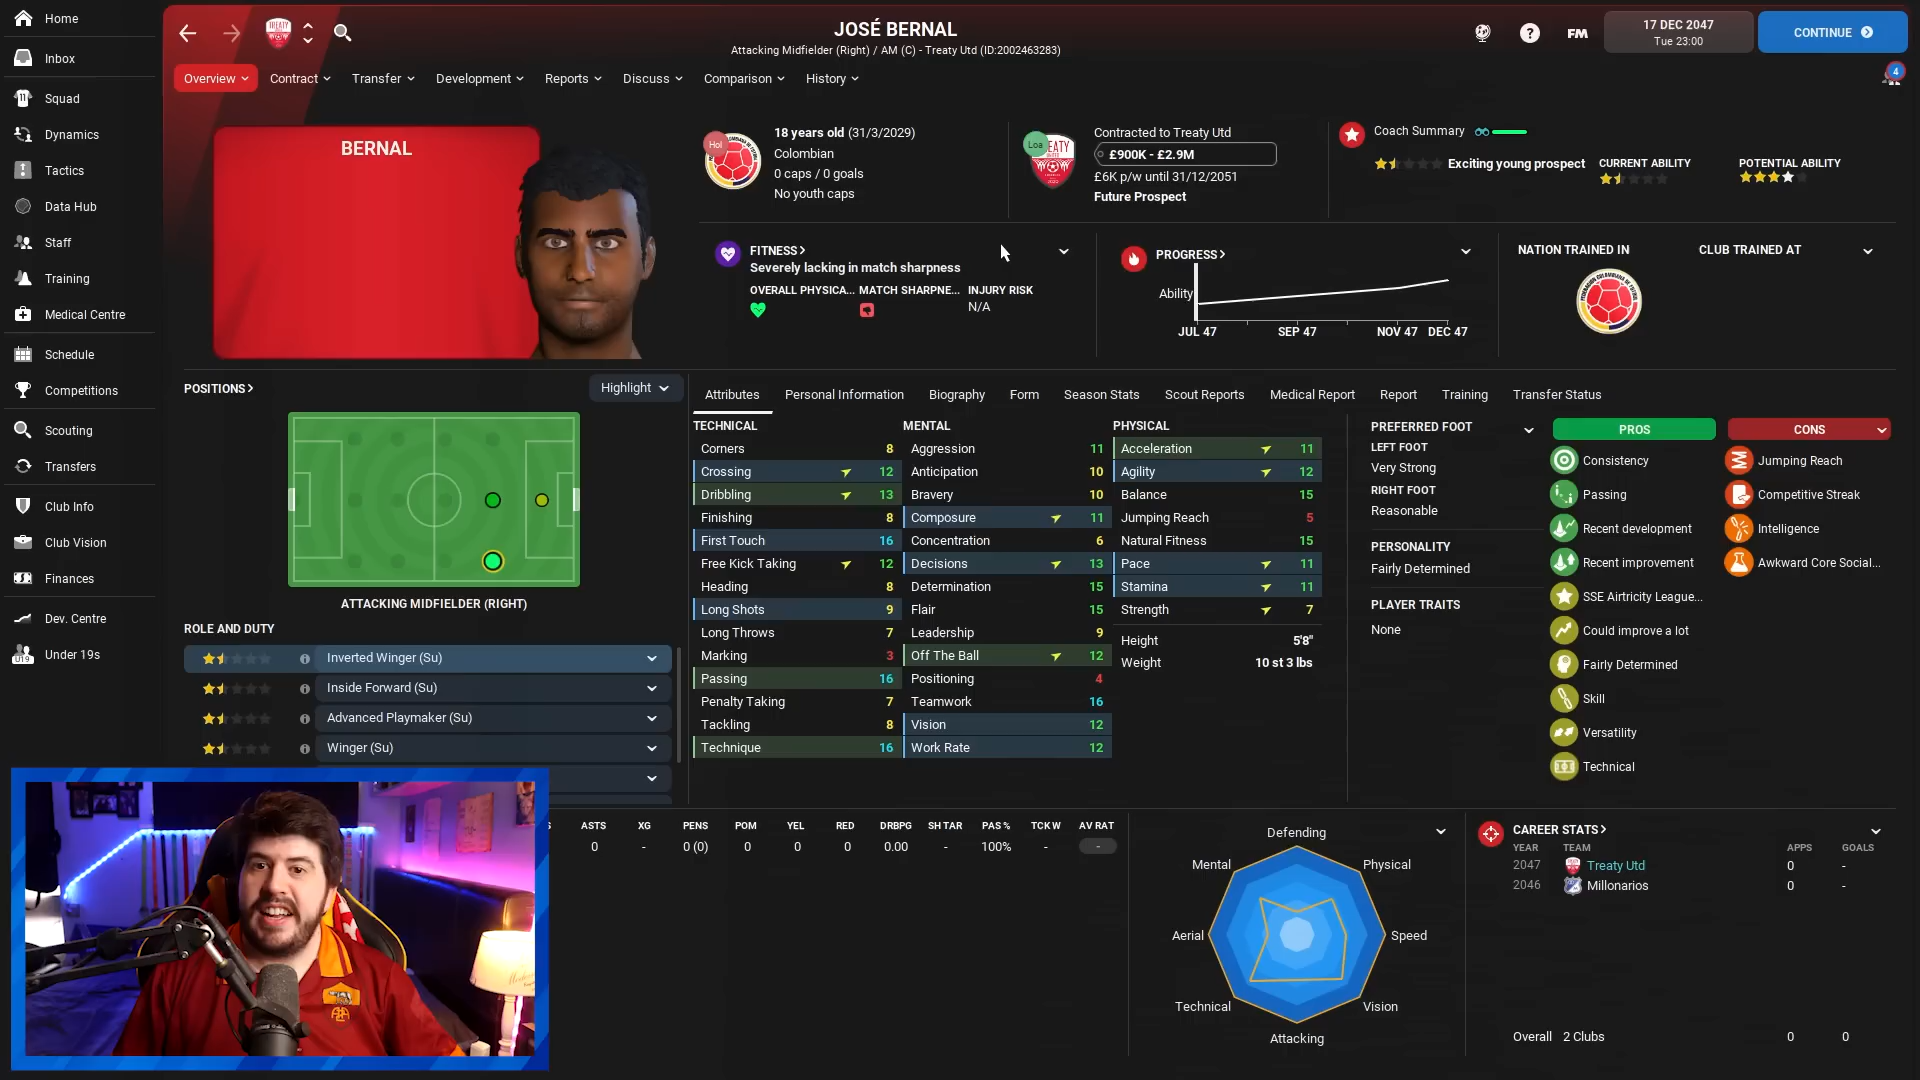 Home
Inbox
Squad
Dynamics
Tactics
Data Hub
Staff
Training
Medical Centre
Schedule
Competitions
Scouting
Transfers
Club Info
Club Vision
Finances
Dev. Centre
Under 19s
JOSÉ BERNAL
Attacking Midfielder (Right) / AM (C) - Treaty Utd (ID:2002463283)
FM
17 DEC 2047
Tue 23:00
CONTINUE
4
Overview
Contract
Transfer
Development
Reports
Discuss
Comparison
History
BERNAL
Hol
18 years old (31/3/2029)
Colombian
0 caps / 0 goals
No youth caps
Loa
Contracted to Treaty Utd
£900K - £2.9M
£6K p/w until 31/12/2051
Future Prospect
Coach Summary
Exciting young prospect
CURRENT ABILITY
POTENTIAL ABILITY
FITNESS
Severely lacking in match sharpness
OVERALL PHYSICA... MATCH SHARPNE... INJURY RISK
N/A
PROGRESS
Ability
JUL 47 SEP 47 NOV 47 DEC 47
NATION TRAINED IN
CLUB TRAINED AT
POSITIONS
Highlight
ATTACKING MIDFIELDER (RIGHT)
ROLE AND DUTY
Inverted Winger (Su)
Inside Forward (Su)
Advanced Playmaker (Su)
Winger (Su)
Attributes
Personal Information
Biography
Form
Season Stats
Scout Reports
Medical Report
Report
Training
Transfer Status
TECHNICAL
Corners 8
Crossing 12
Dribbling 13
Finishing 8
First Touch 16
Free Kick Taking 12
Heading 8
Long Shots 9
Long Throws 7
Marking 3
Passing 16
Penalty Taking 7
Tackling 8
Technique 16
MENTAL
Aggression 11
Anticipation 10
Bravery 10
Composure 11
Concentration 6
Decisions 13
Determination 15
Flair 15
Leadership 9
Off The Ball 12
Positioning 4
Teamwork 16
Vision 12
Work Rate 12
PHYSICAL
Acceleration 11
Agility 12
Balance 15
Jumping Reach 5
Natural Fitness 15
Pace 11
Stamina 11
Strength 7
Height 5'8"
Weight 10 st 3 lbs
PREFERRED FOOT
LEFT FOOT
Very Strong
RIGHT FOOT
Reasonable
PERSONALITY
Fairly Determined
PLAYER TRAITS
None
PROS
Consistency
Passing
Recent development
Recent improvement
SSE Airtricity League...
Could improve a lot
Fairly Determined
Skill
Versatility
Technical
CONS
Jumping Reach
Competitive Streak
Intelligence
Awkward Core Social...
S ASTS XG PENS POM YEL RED DRBPG SH TAR PAS % TCK W AV RAT
0 - 0 (0) 0 0 0 0.00 - 100% - -
Defending
Mental
Physical
Aerial
Speed
Technical
Vision
Attacking
CAREER STATS
YEAR TEAM APPS GOALS
2047 Treaty Utd 0 -
2046 Millonarios 0 -
Overall 2 Clubs 0 0